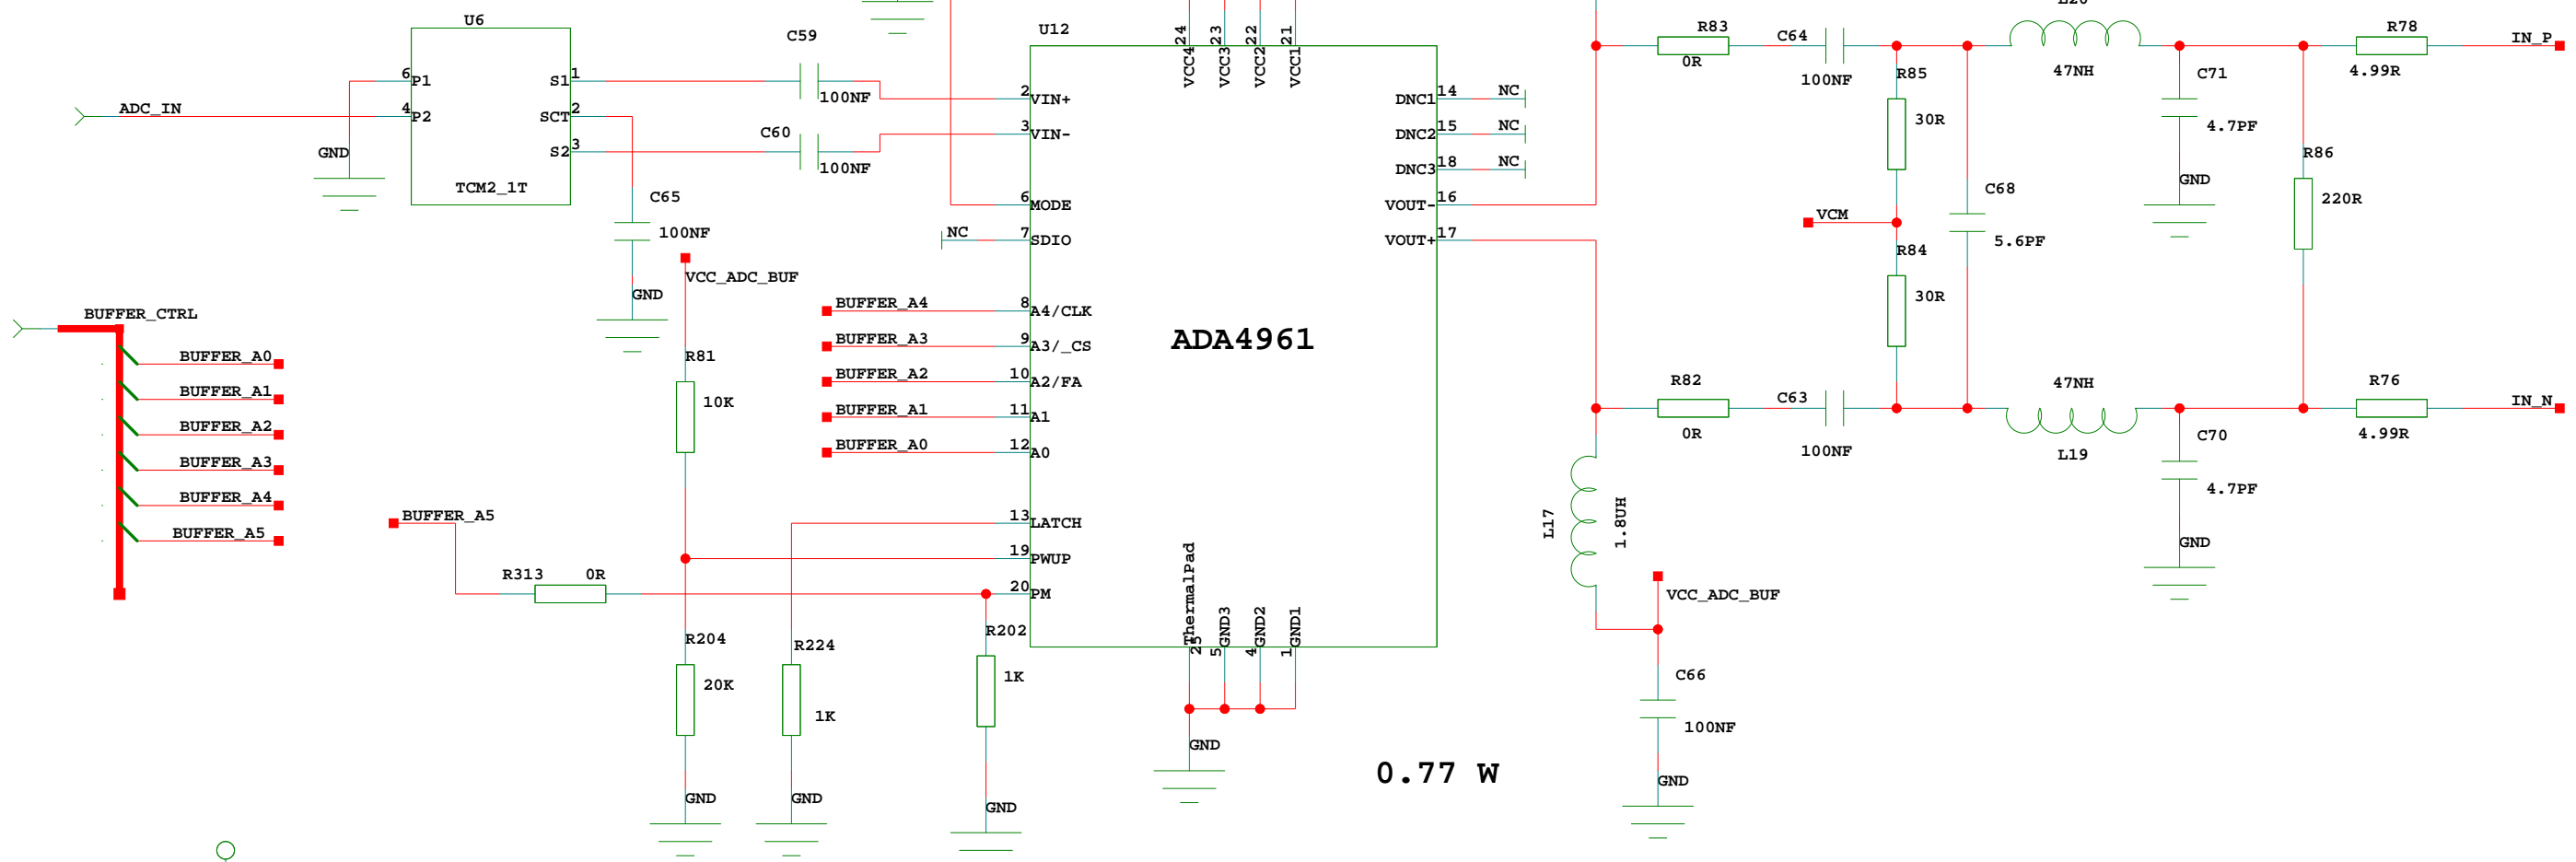 U6
6
P1
4
P2
S1
1
SCT
2
S2
3
TCM2_1T
ADC_IN
GND
C59
100NF
C60
100NF
C65
100NF
GND
VCC_ADC_BUF
R81
10K
BUFFER_CTRL
BUFFER_A0
BUFFER_A1
BUFFER_A2
BUFFER_A3
BUFFER_A4
BUFFER_A5
BUFFER_A5
R313
0R
R204
20K
GND
R224
1K
GND
R202
1K
GND
U12
24
VCC4
23
VCC3
22
VCC2
21
VCC1
2
VIN+
3
VIN-
6
MODE
NC
7
SDIO
BUFFER_A4
8
A4/CLK
BUFFER_A3
9
A3/_CS
BUFFER_A2
10
A2/FA
BUFFER_A1
11
A1
BUFFER_A0
12
A0
13
LATCH
19
PWUP
20
PM
ADA4961
DNC1
14
NC
DNC2
15
NC
DNC3
18
NC
VOUT-
16
VOUT+
17
ThermalPad
25
GND3
5
GND2
4
GND1
1
GND
0.77 W
R83
0R
C64
100NF
R85
30R
VCM
R84
30R
C68
5.6PF
L20
47NH
C71
4.7PF
GND
R86
220R
R78
4.99R
IN_P
R82
0R
C63
100NF
47NH
L19
C70
4.7PF
GND
R76
4.99R
IN_N
L17
1.8UH
VCC_ADC_BUF
C66
100NF
GND